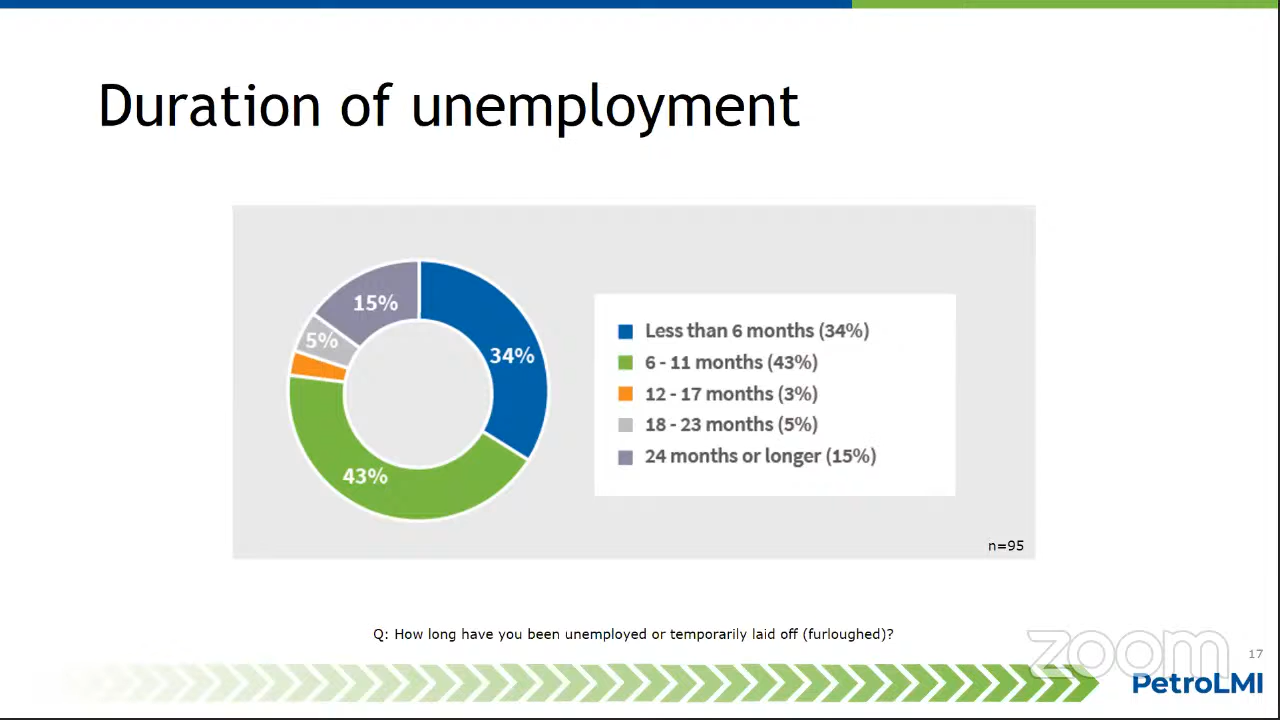 Duration of unemployment
15%
5%
34%
43%
Less than 6 months (34%)
6 - 11 months (43%)
12 - 17 months (3%)
18 - 23 months (5%)
24 months or longer (15%)
n=95
Q: How long have you been unemployed or temporarily laid off (furloughed)?
zoom
17
PetroLMI